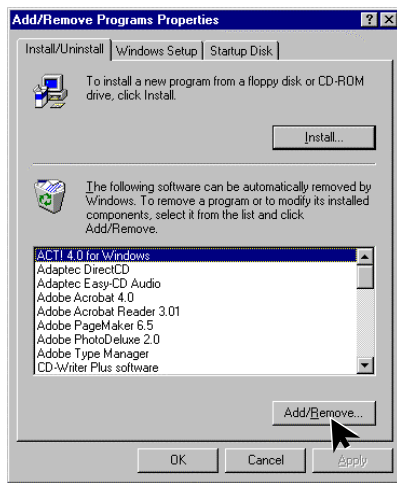 Add/Remove Programs Properties
Install/Uninstall Windows Setup Startup Disk
To install a new program from a floppy disk or CD-ROM
drive, click Install.
Install...
The following software can be automatically removed by
Windows. To remove a program or to modify its installed
components, select it from the list and click
Add/Remove.
ACT! 4.0 for Windows
Adaptec DirectCD
Adaptec Easy-CD Audio
Adobe Acrobat 4.0
Adobe Acrobat Reader 3.01
Adobe PageMaker 6.5
Adobe PhotoDeluxe 2.0
Adobe Type Manager
CD-Writer Plus software
Add/Remove...
OK Cancel Apply